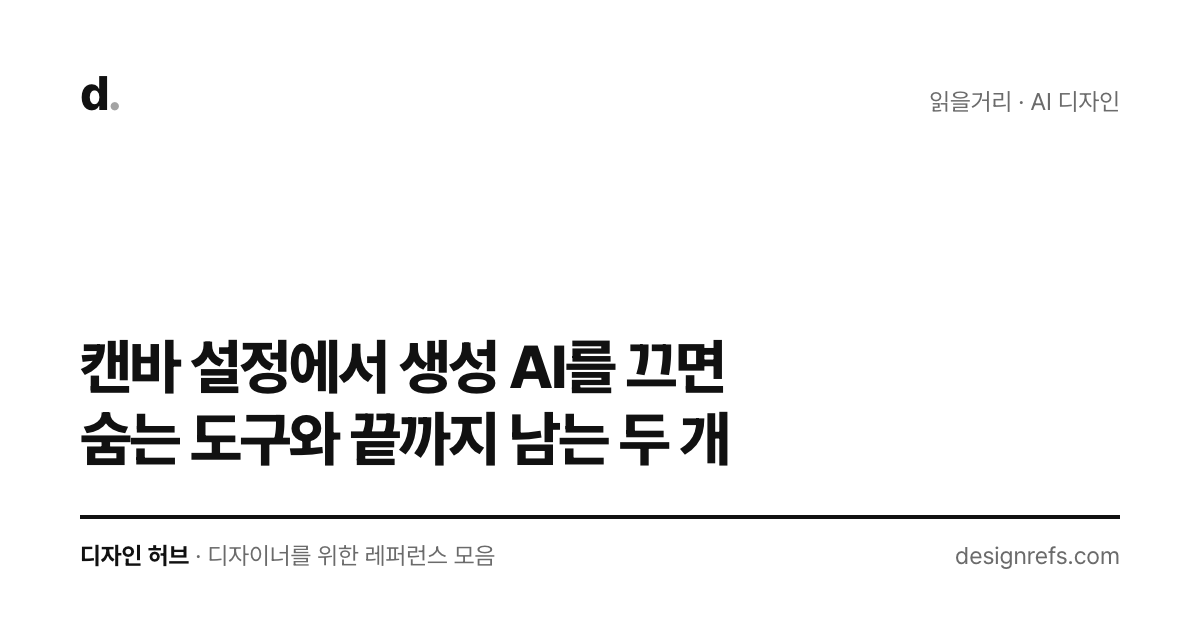 d.
읽을거리 · AI 디자인
캔바 설정에서 생성 AI를 끄면
숨는 도구와 끝까지 남는 두 개
디자인 허브 · 디자이너를 위한 레퍼런스 모음
designrefs.com